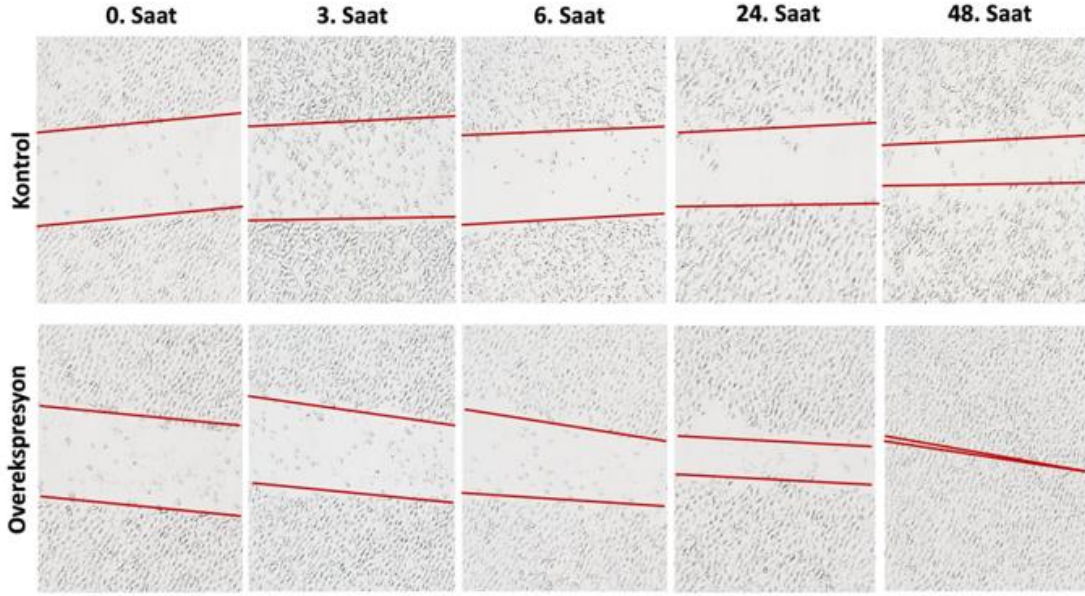 0. Saat
3. Saat
6. Saat
24. Saat
48. Saat
Kontrol
Overekspresyon